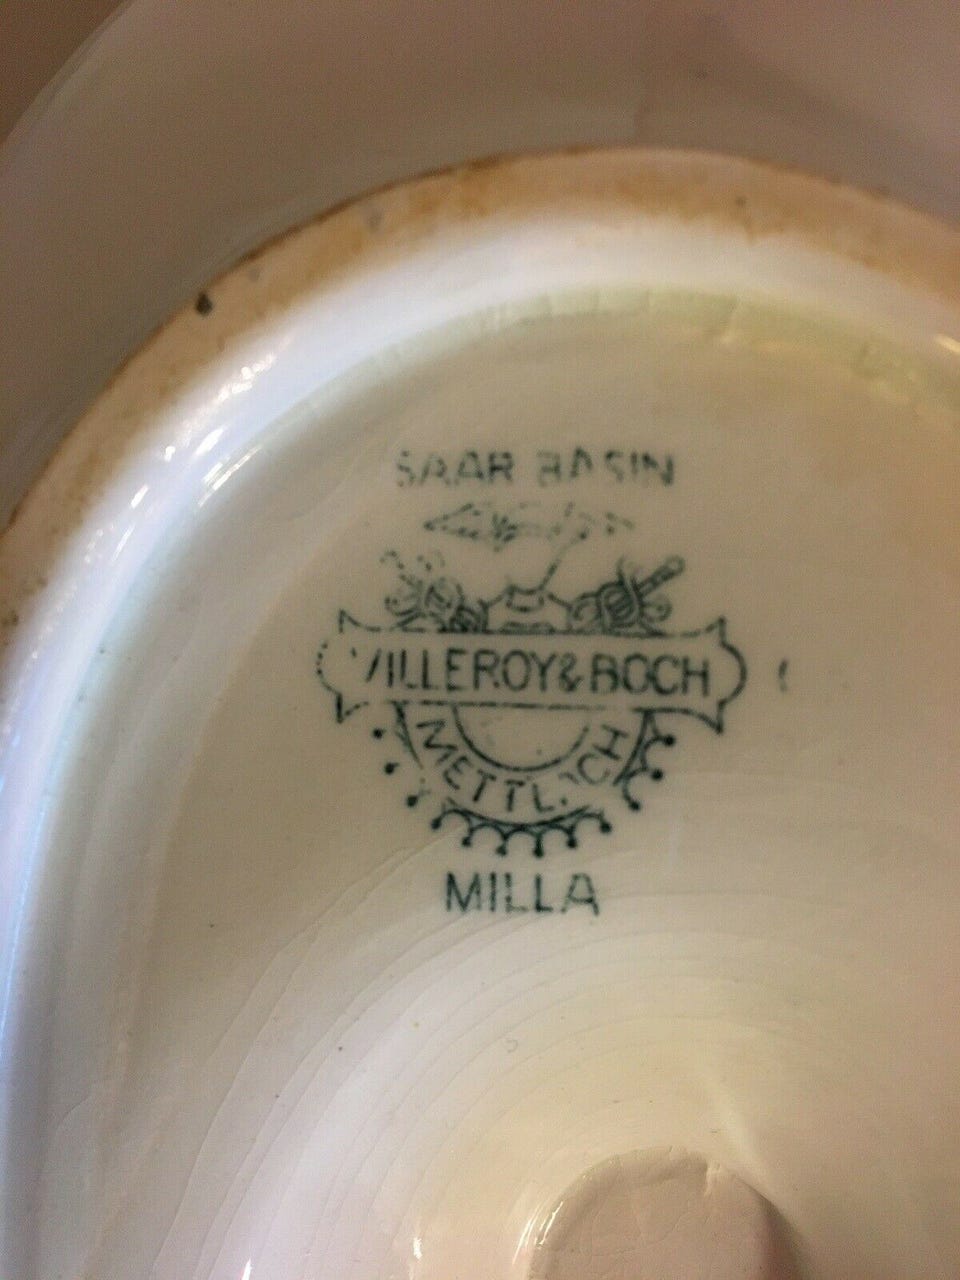 SAAR BASIN
VILLEROY & BOCH
METTLACH
MILLA